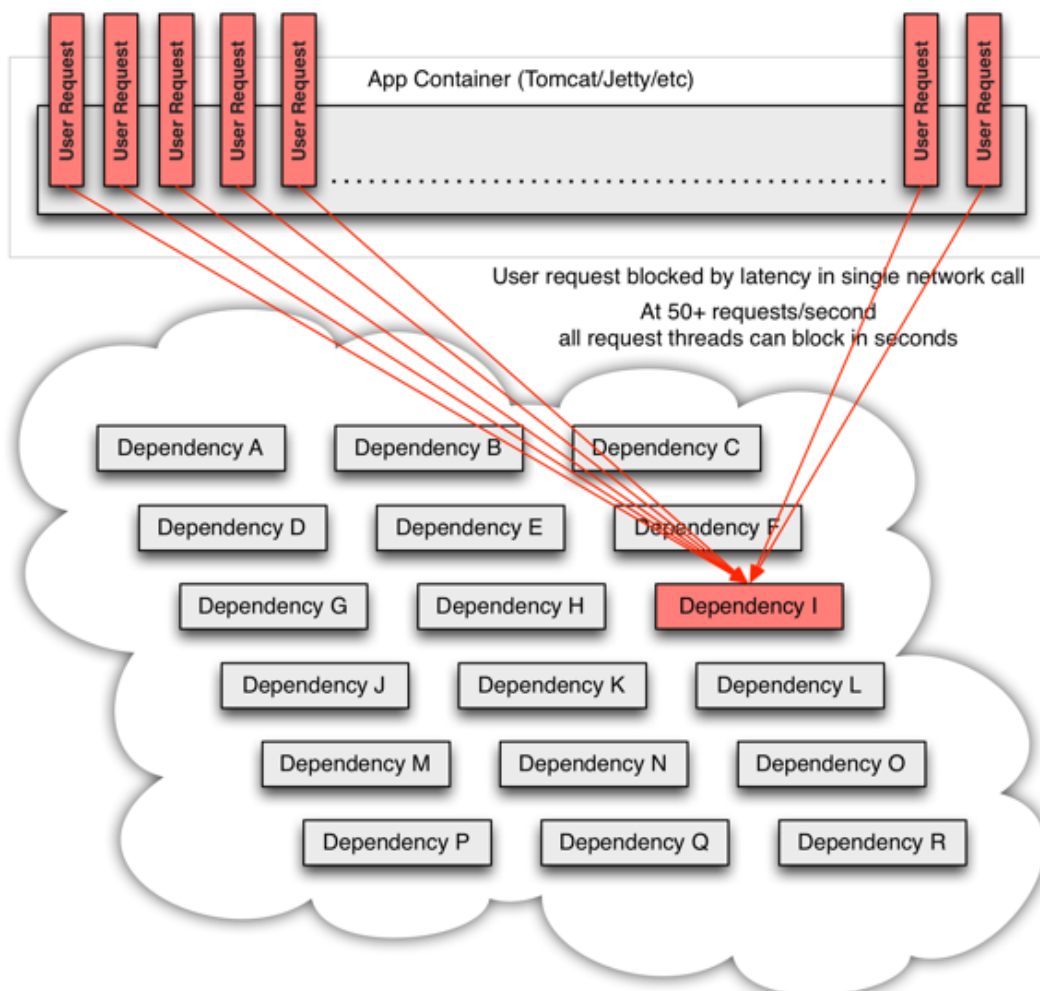 User Request
User Request
User Request
User Request
User Request
User Request
User Request
App Container (Tomcat/Jetty/etc)
User request blocked by latency in single network call
At 50+ requests/second
all request threads can block in seconds
Dependency A
Dependency B
Dependency C
Dependency D
Dependency E
Dependency F
Dependency G
Dependency H
Dependency I
Dependency J
Dependency K
Dependency L
Dependency M
Dependency N
Dependency O
Dependency P
Dependency Q
Dependency R